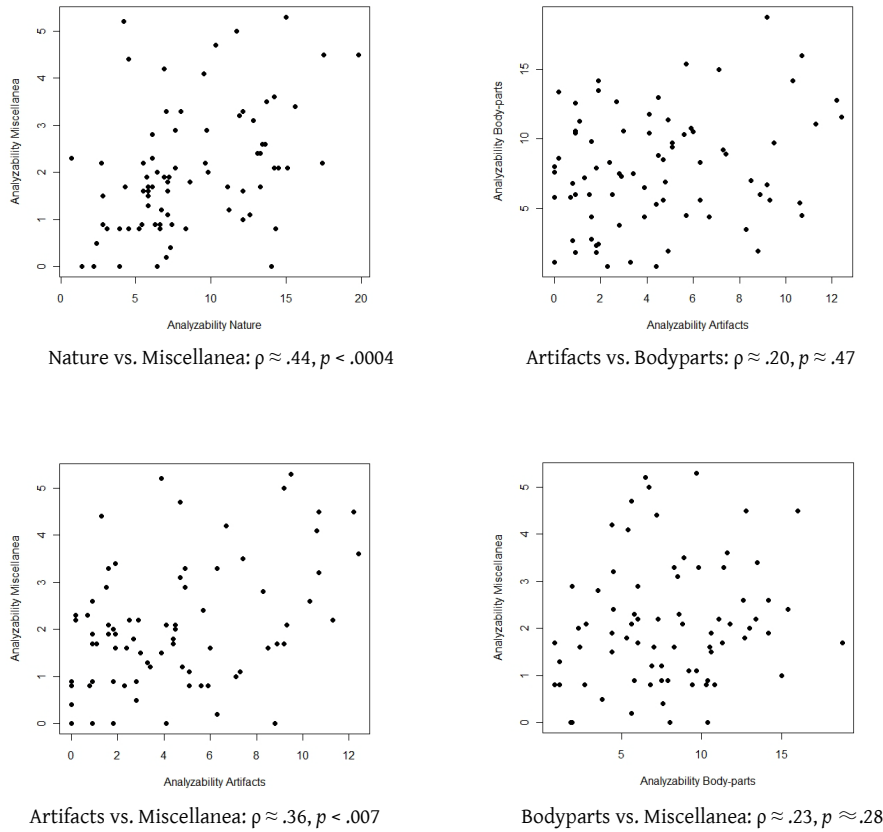 Analyzability Miscellanea
0 1 2 3 4 5
0 5 10 15 20
Analyzability Nature
Nature vs. Miscellanea: ρ ≈ .44, p < .0004
Analyzability Body-parts
5 10 15
0 2 4 6 8 10 12
Analyzability Artifacts
Artifacts vs. Bodyparts: ρ ≈ .20, p ≈ .47
Analyzability Miscellanea
0 1 2 3 4 5
0 2 4 6 8 10 12
Analyzability Artifacts
Artifacts vs. Miscellanea: ρ ≈ .36, p < .007
Analyzability Miscellanea
0 1 2 3 4 5
5 10 15
Analyzability Body-parts
Bodyparts vs. Miscellanea: ρ ≈ .23, p ≈ .28